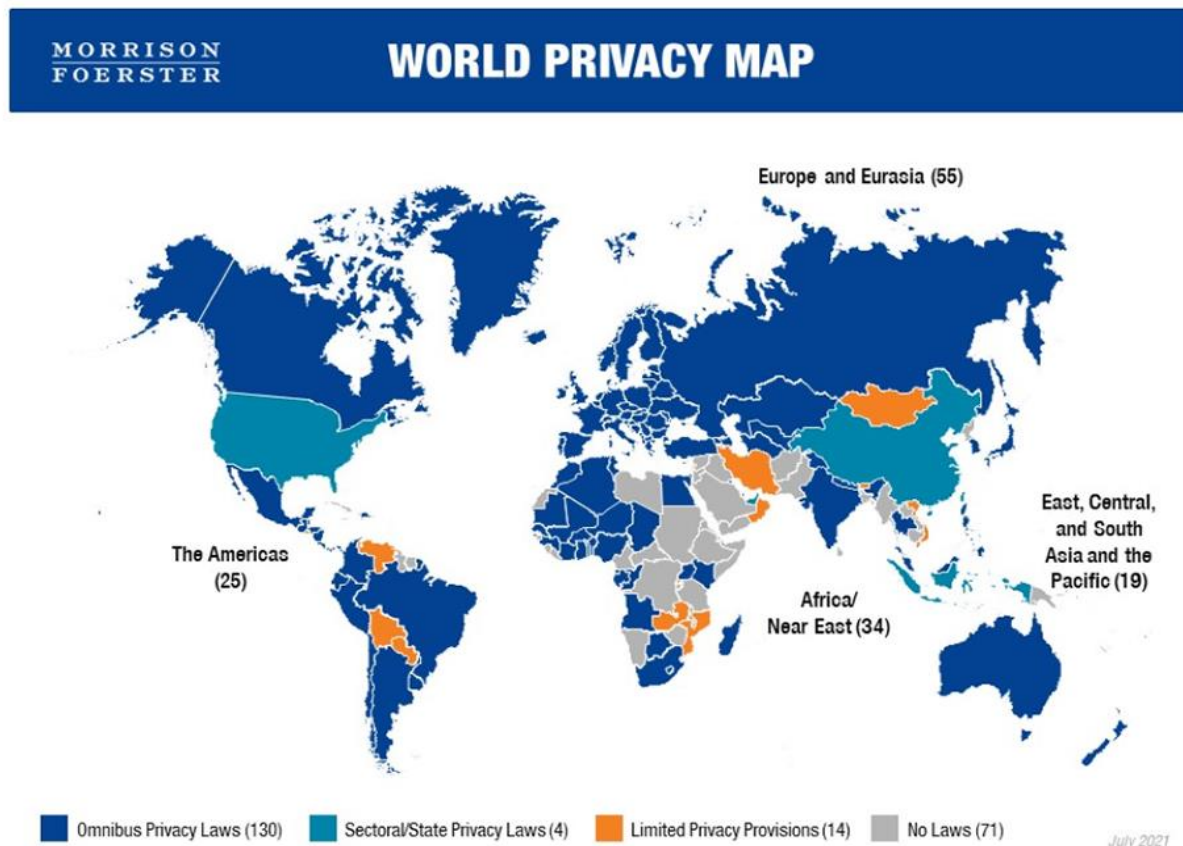 MORRISON
FOERSTER
WORLD PRIVACY MAP
Europe and Eurasia (55)
The Americas
(25)
East, Central,
and South
Asia and the
Pacific (19)
Africa/
Near East (34)
Omnibus Privacy Laws (130)
Sectoral/State Privacy Laws (4)
Limited Privacy Provisions (14)
No Laws (71)
July 2021